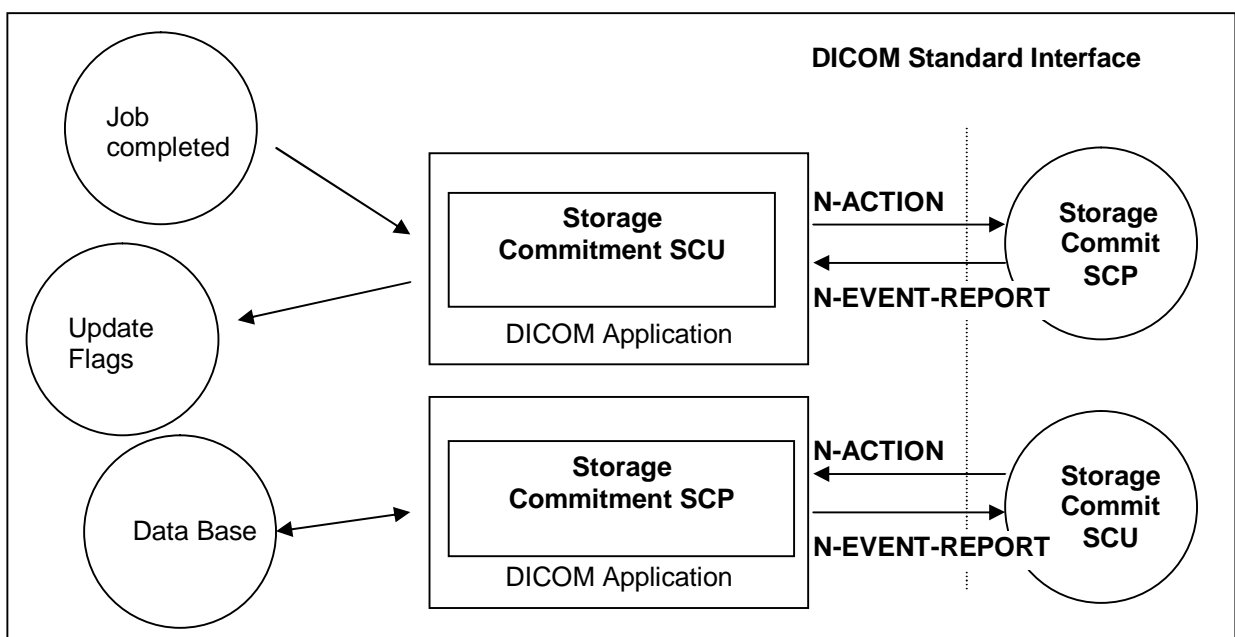 DICOM Standard Interface
Job
completed
Storage
Commitment SCU
DICOM Application
N-ACTION
N-EVENT-REPORT
Storage
Commit
SCP
Update
Flags
Data Base
Storage
Commitment SCP
DICOM Application
N-ACTION
N-EVENT-REPORT
Storage
Commit
SCU